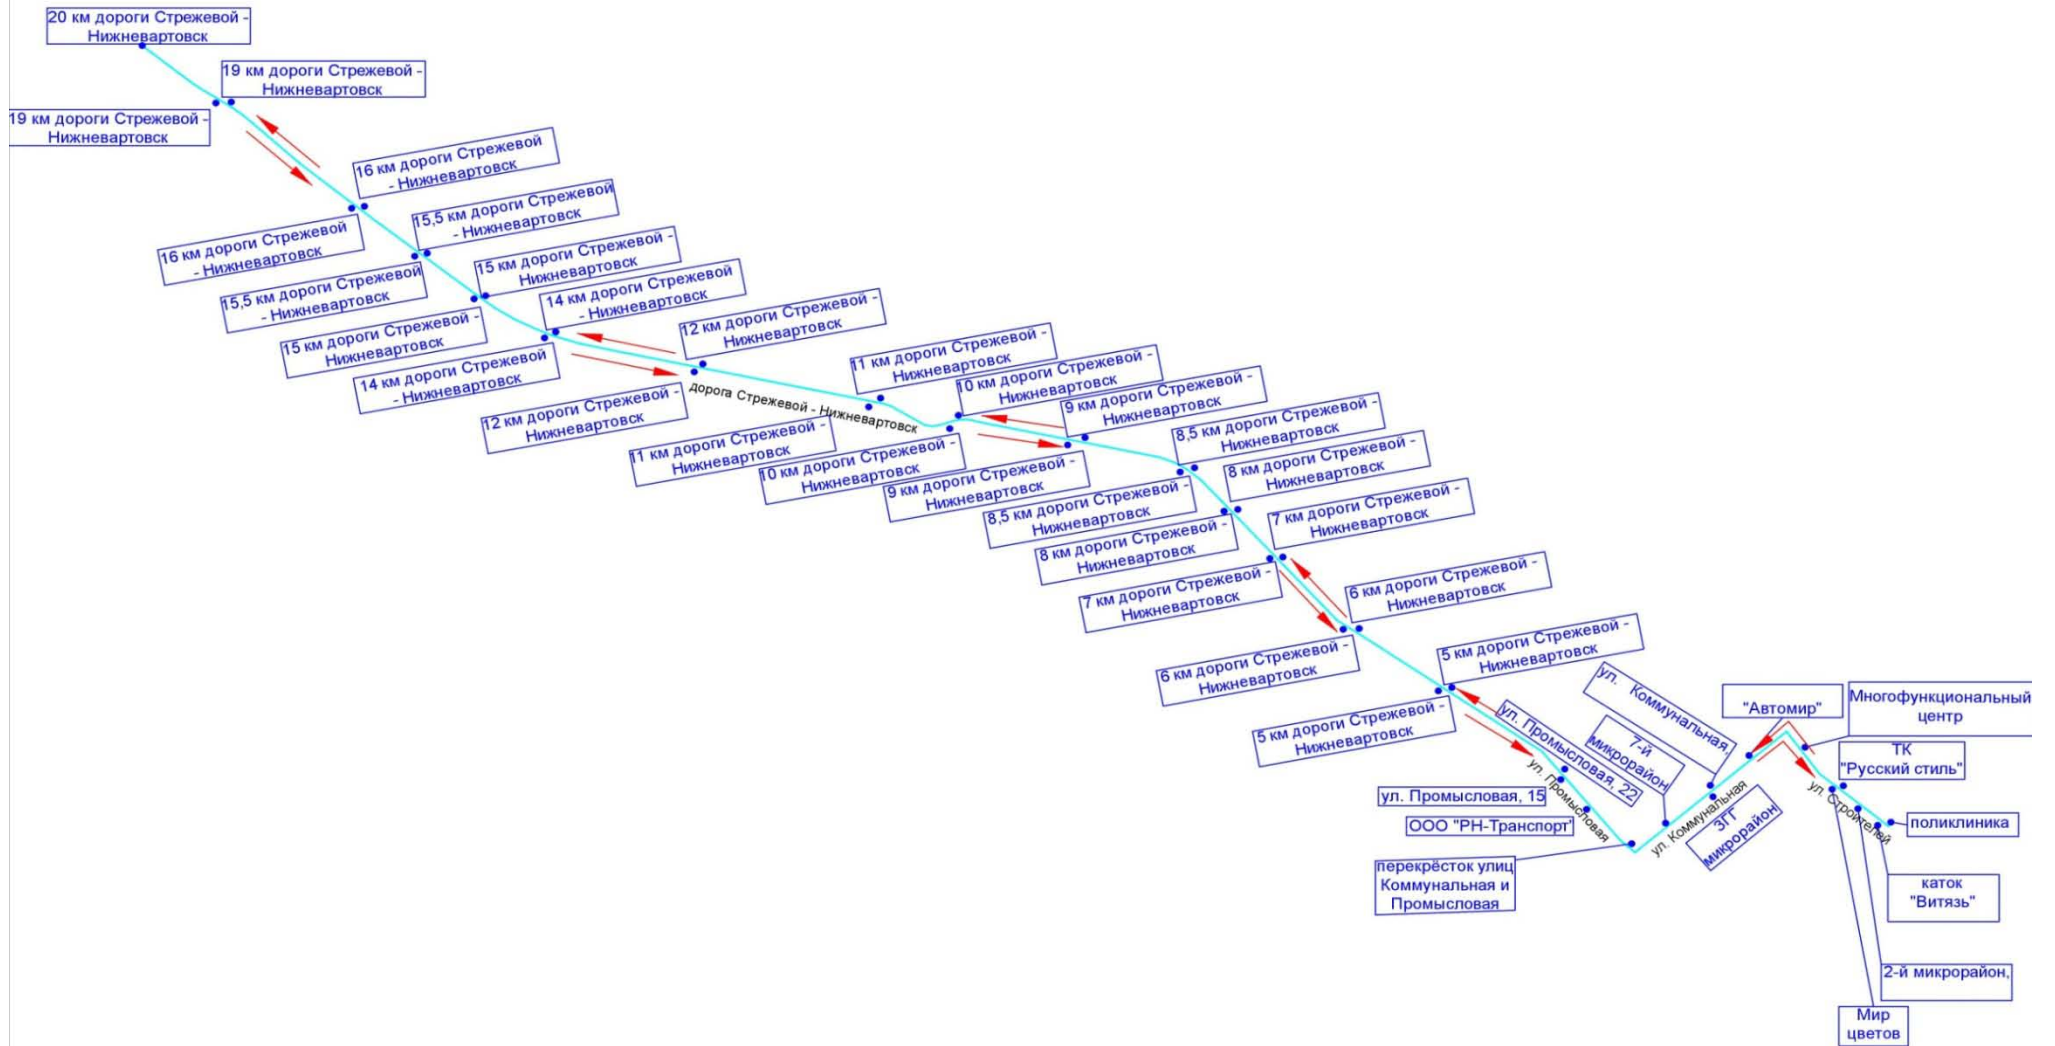 20 км дороги Стрежевой -
Нижневартовск
19 км дороги Стрежевой -
Нижневартовск
19 км дороги Стрежевой -
Нижневартовск
16 км дороги Стрежевой
- Нижневартовск
16 км дороги Стрежевой
- Нижневартовск
15,5 км дороги Стрежевой
- Нижневартовск
15,5 км дороги Стрежевой
- Нижневартовск
15 км дороги Стрежевой -
Нижневартовск
15 км дороги Стрежевой -
Нижневартовск
14 км дороги Стрежевой
- Нижневартовск
14 км дороги Стрежевой
- Нижневартовск
12 км дороги Стрежевой -
Нижневартовск
12 км дороги Стрежевой -
Нижневартовск
дорога Стрежевой - Нижневартовск
11 км дороги Стрежевой -
Нижневартовск
11 км дороги Стрежевой -
Нижневартовск
10 км дороги Стрежевой -
Нижневартовск
10 км дороги Стрежевой -
Нижневартовск
9 км дороги Стрежевой -
Нижневартовск
9 км дороги Стрежевой -
Нижневартовск
8,5 км дороги Стрежевой -
Нижневартовск
8,5 км дороги Стрежевой -
Нижневартовск
8 км дороги Стрежевой -
Нижневартовск
8 км дороги Стрежевой -
Нижневартовск
7 км дороги Стрежевой -
Нижневартовск
7 км дороги Стрежевой -
Нижневартовск
6 км дороги Стрежевой -
Нижневартовск
6 км дороги Стрежевой -
Нижневартовск
5 км дороги Стрежевой -
Нижневартовск
5 км дороги Стрежевой -
Нижневартовск
ул. Промысловая, 22
ул. Промысловая
ул. Промысловая, 15
ООО "РН-Транспорт"
перекрёсток улиц
Коммунальная и
Промысловая
7-й
микрорайон
ул. Коммунальная,
ул. Коммунальная
3ГГ
микрорайон
"Автомир"
Многофункциональный
центр
ТК
"Русский стиль"
ул. Строителей
поликлиника
каток
"Витязь"
2-й микрорайон,
Мир
цветов